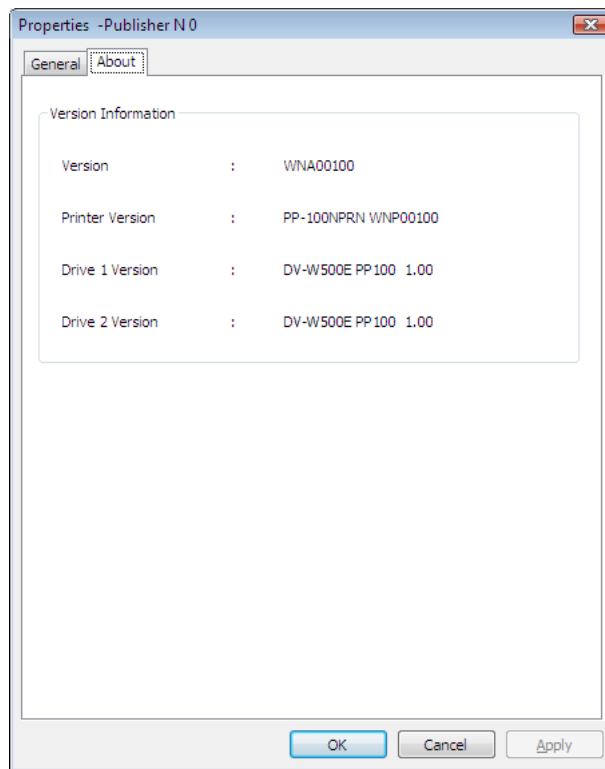 Properties -Publisher N 0
General About
Version Information
Version : WNA00100
Printer Version : PP-100NPRN WNP00100
Drive 1 Version : DV-W500E PP100 1.00
Drive 2 Version : DV-W500E PP100 1.00
OK Cancel Apply